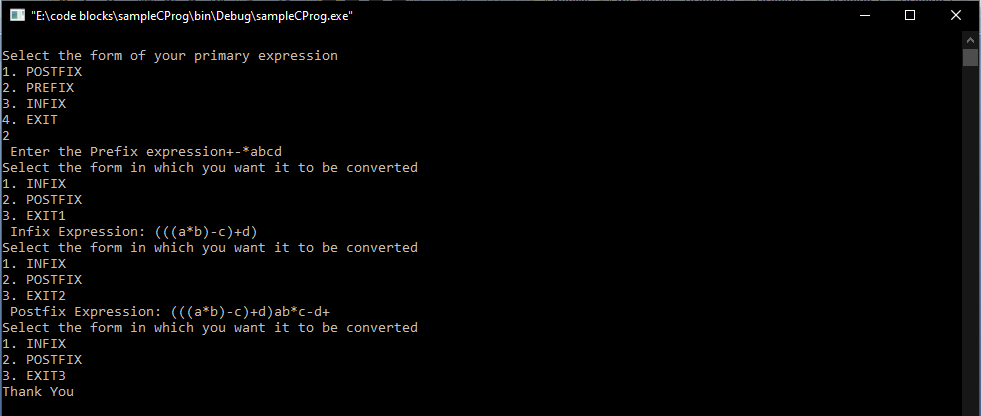 "E:\code blocks\sampleCProg\bin\Debug\sampleCProg.exe"
Select the form of your primary expression
1. POSTFIX
2. PREFIX
3. INFIX
4. EXIT
2
 Enter the Prefix expression+-*abcd
Select the form in which you want it to be converted
1. INFIX
2. POSTFIX
3. EXIT1
 Infix Expression: (((a*b)-c)+d)
Select the form in which you want it to be converted
1. INFIX
2. POSTFIX
3. EXIT2
 Postfix Expression: (((a*b)-c)+d)ab*c-d+
Select the form in which you want it to be converted
1. INFIX
2. POSTFIX
3. EXIT3
Thank You